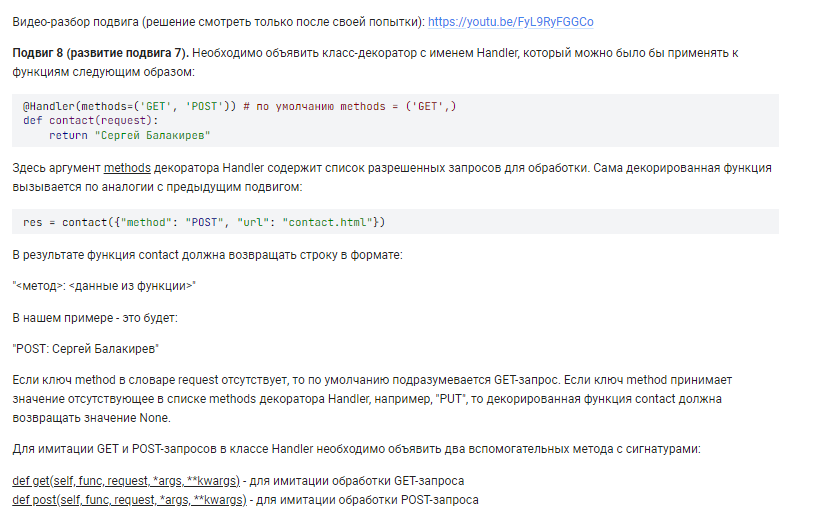 Видео-разбор подвига (решение смотреть только после своей попытки): https://youtu.be/FyL9RyFGGCo
Подвиг 8 (развитие подвига 7). Необходимо объявить класс-декоратор с именем Handler, который можно было бы применять к
функциям следующим образом:
@Handler(methods=('GET', 'POST')) # по умолчанию methods = ('GET',)
def contact(request):
    return "Сергей Балакирев"
Здесь аргумент methods декоратора Handler содержит список разрешенных запросов для обработки. Сама декорированная функция
вызывается по аналогии с предыдущим подвигом:
res = contact({"method": "POST", "url": "contact.html"})
В результате функция contact должна возвращать строку в формате:
"<метод>: <данные из функции>"
В нашем примере - это будет:
"POST: Сергей Балакирев"
Если ключ method в словаре request отсутствует, то по умолчанию подразумевается GET-запрос. Если ключ method принимает
значение отсутствующее в списке methods декоратора Handler, например, "PUT", то декорированная функция contact должна
возвращать значение None.
Для имитации GET и POST-запросов в классе Handler необходимо объявить два вспомогательных метода с сигнатурами:
def get(self, func, request, *args, **kwargs) - для имитации обработки GET-запроса
def post(self, func, request, *args, **kwargs) - для имитации обработки POST-запроса